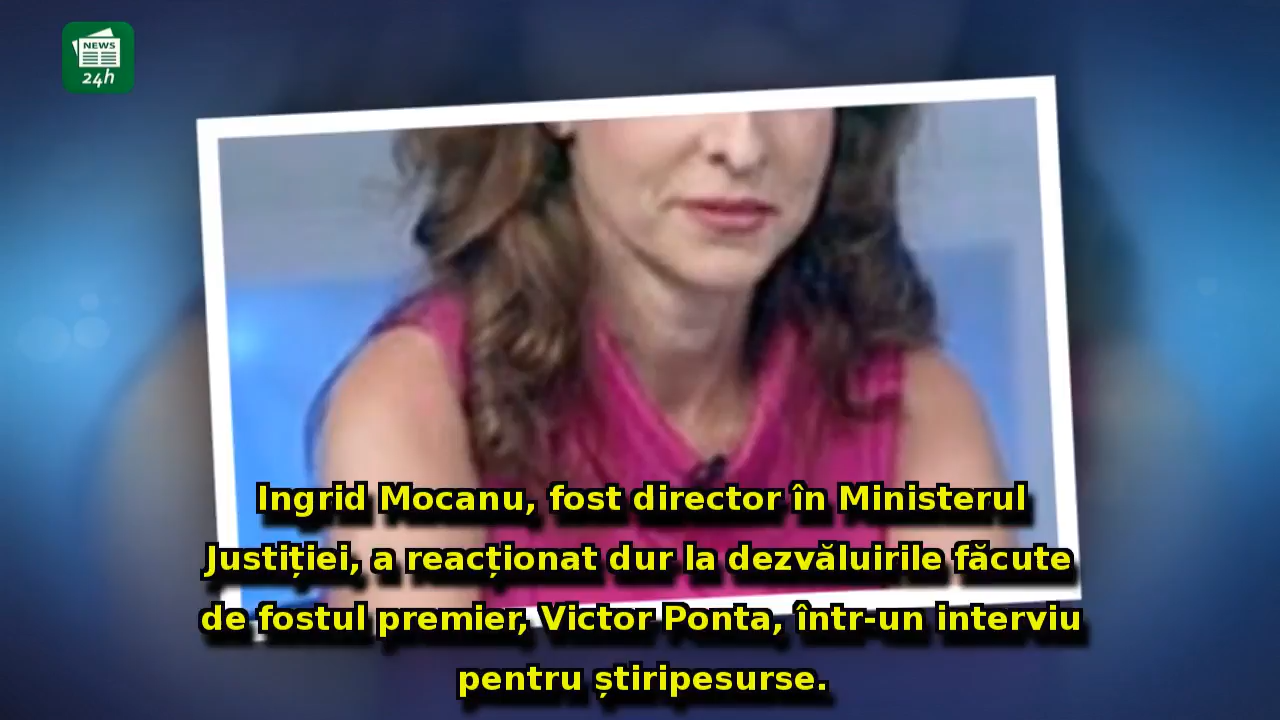 NEWS
24h
Ingrid Mocanu, fost director în Ministerul
Justiției, a reacționat dur la dezvăluirile făcute
de fostul premier, Victor Ponta, într-un interviu
pentru știripesurse.